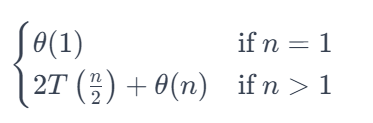 θ(1) if n = 1
2T (n/2) + θ(n) if n > 1